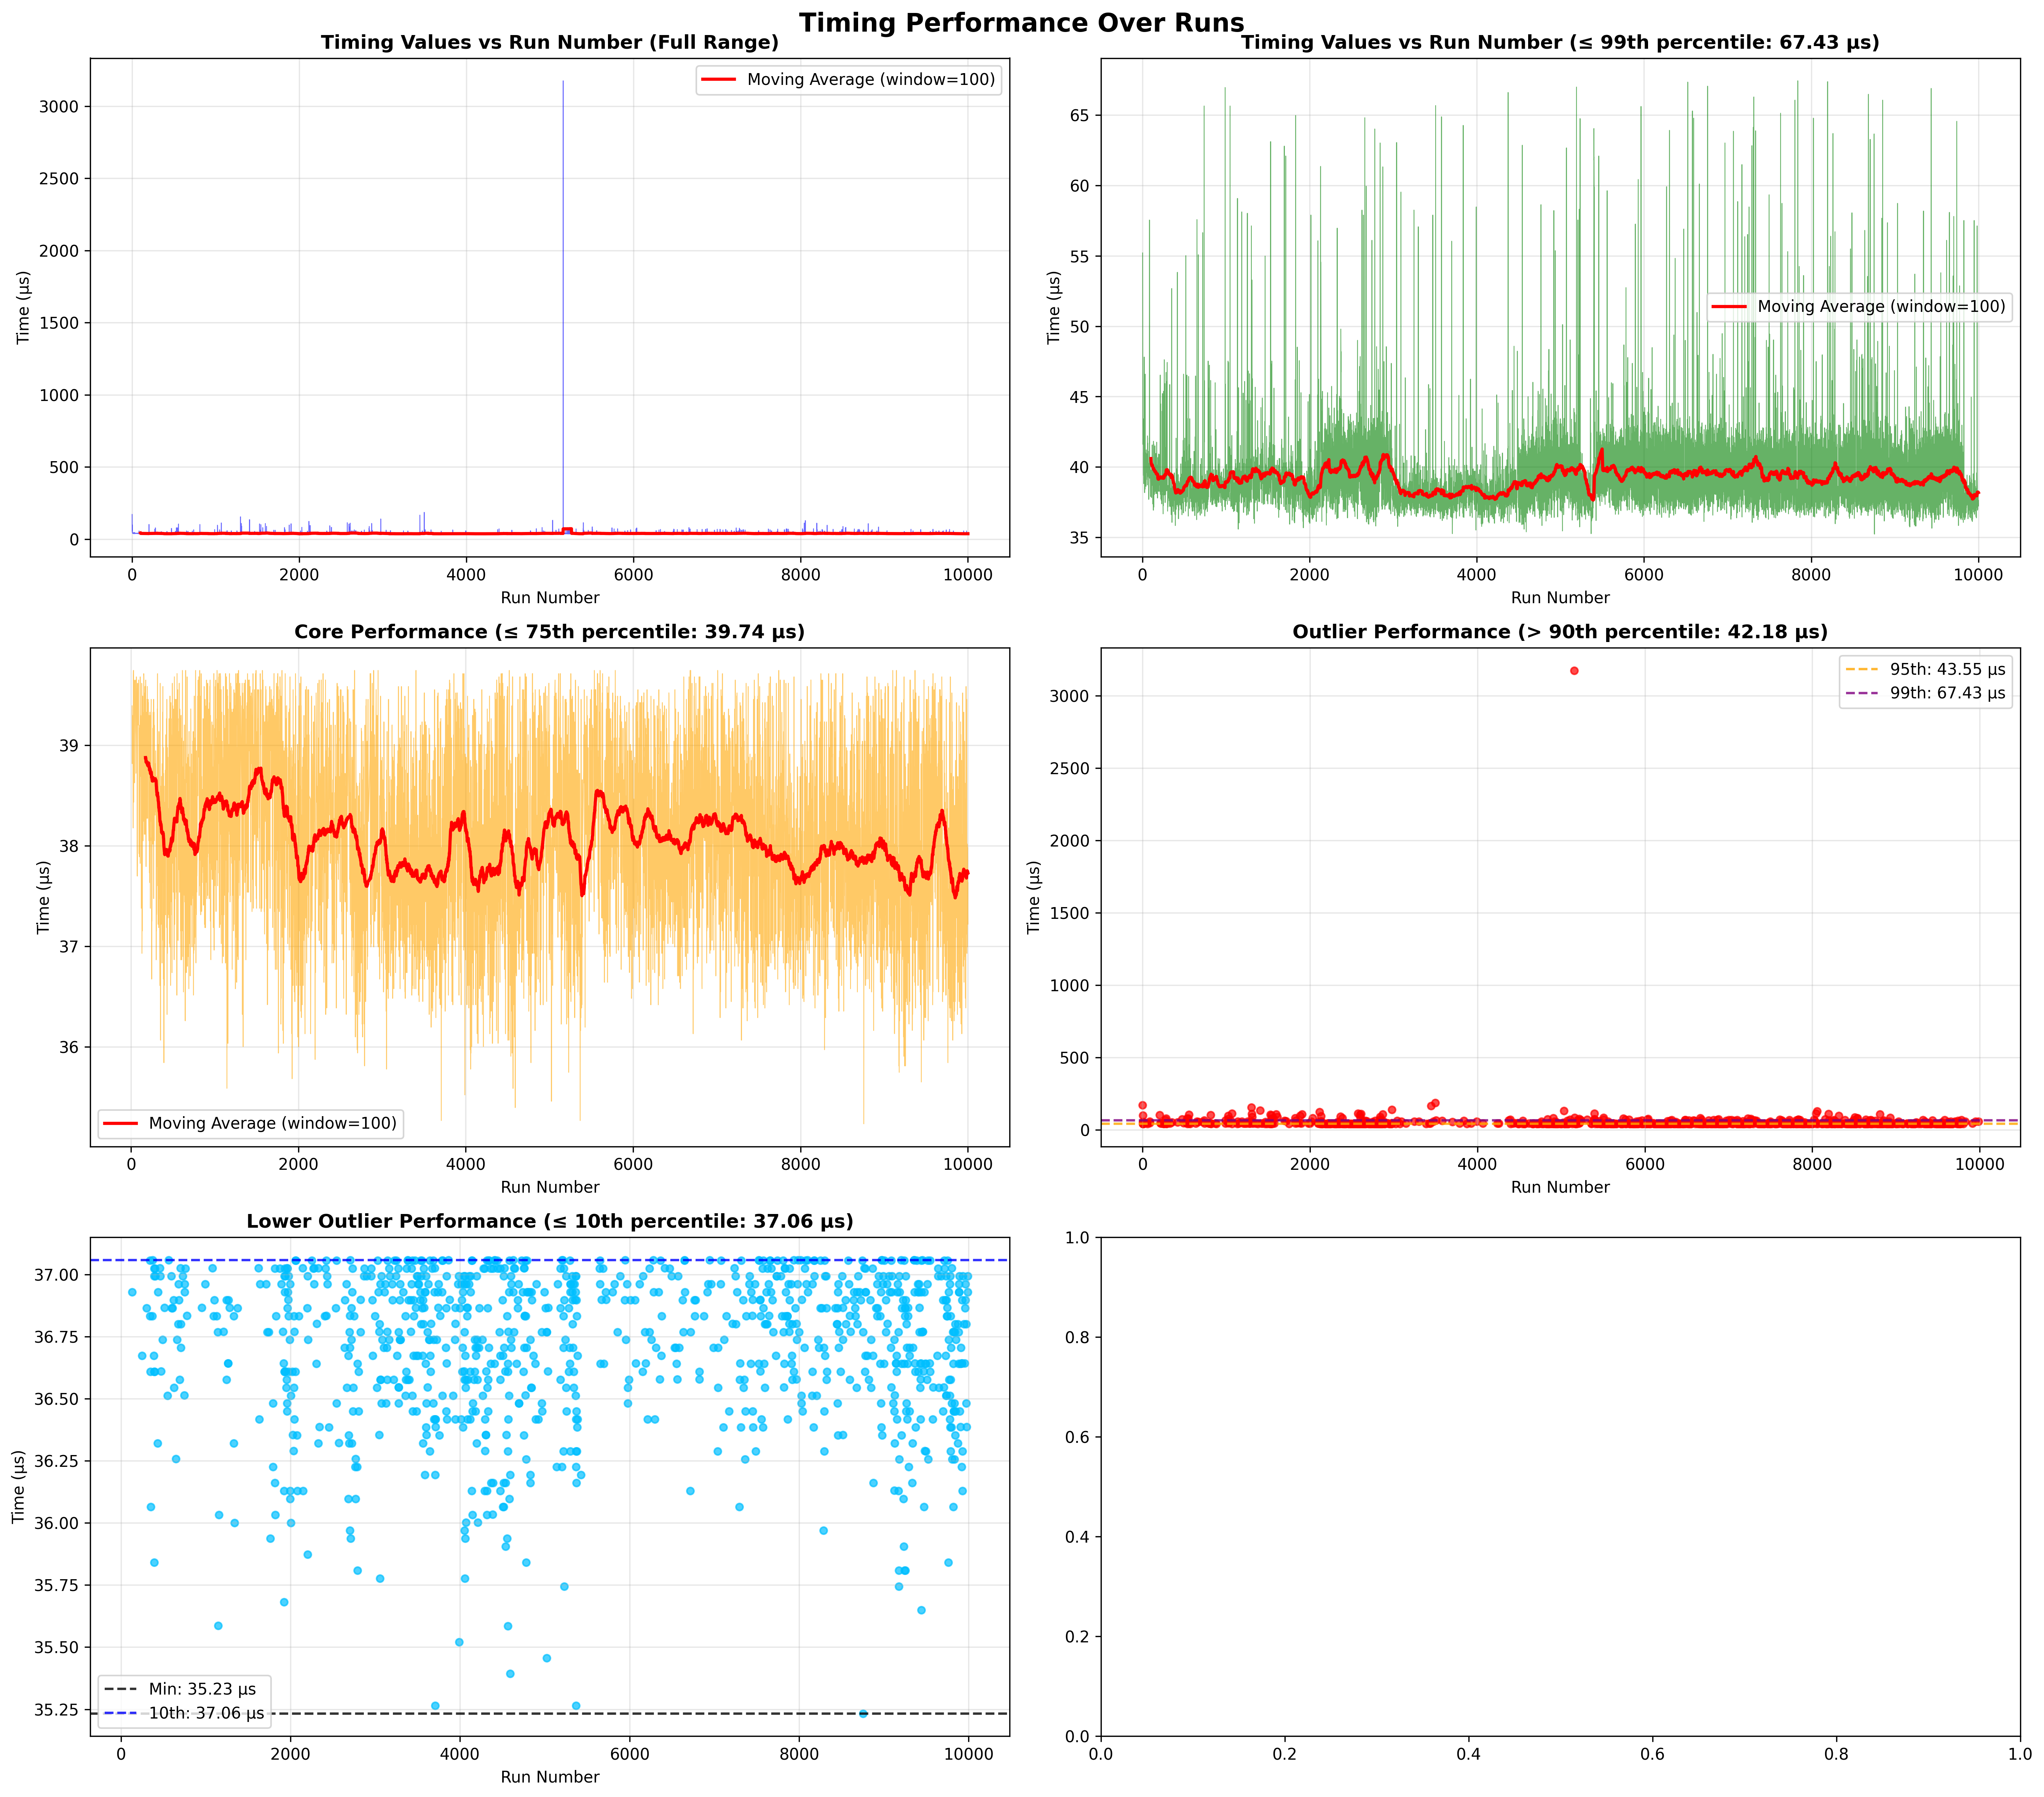 Timing Performance Over Runs
Timing Values vs Run Number (Full Range)
Moving Average (window=100)
Time (µs)
3000
2500
2000
1500
1000
500
0
0 2000 4000 6000 8000 10000
Run Number
Timing Values vs Run Number (≤ 99th percentile: 67.43 µs)
Moving Average (window=100)
Time (µs)
65
60
55
50
45
40
35
0 2000 4000 6000 8000 10000
Run Number
Core Performance (≤ 75th percentile: 39.74 µs)
Time (µs)
39
38
37
36
Moving Average (window=100)
0 2000 4000 6000 8000 10000
Run Number
Outlier Performance (> 90th percentile: 42.18 µs)
95th: 43.55 µs
99th: 67.43 µs
Time (µs)
3000
2500
2000
1500
1000
500
0
0 2000 4000 6000 8000 10000
Run Number
Lower Outlier Performance (≤ 10th percentile: 37.06 µs)
Time (µs)
37.00
36.75
36.50
36.25
36.00
35.75
35.50
35.25
Min: 35.23 µs
10th: 37.06 µs
0 2000 4000 6000 8000 10000
Run Number
1.0
0.8
0.6
0.4
0.2
0.0
0.0 0.2 0.4 0.6 0.8 1.0